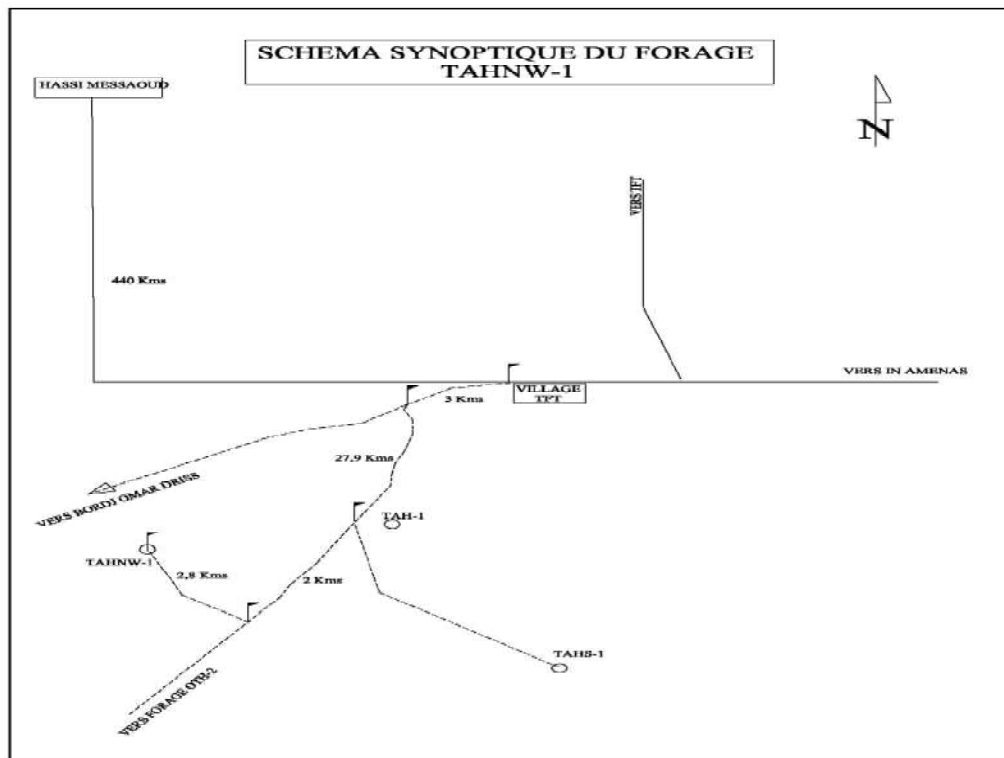 SCHEMA SYNOPTIQUE DU FORAGE
TAHNW-1
HASSI MESSAOUD
N
VERS TFT
440 Kms
VERS IN AMENAS
VILLAGE
TFT
3 Kms
27,9 Kms
VERS BORDJ OMAR DRISS
TAH-1
TAHNW-1
2,8 Kms
2 Kms
TAHS-1
VERS FORAGE OTH-2